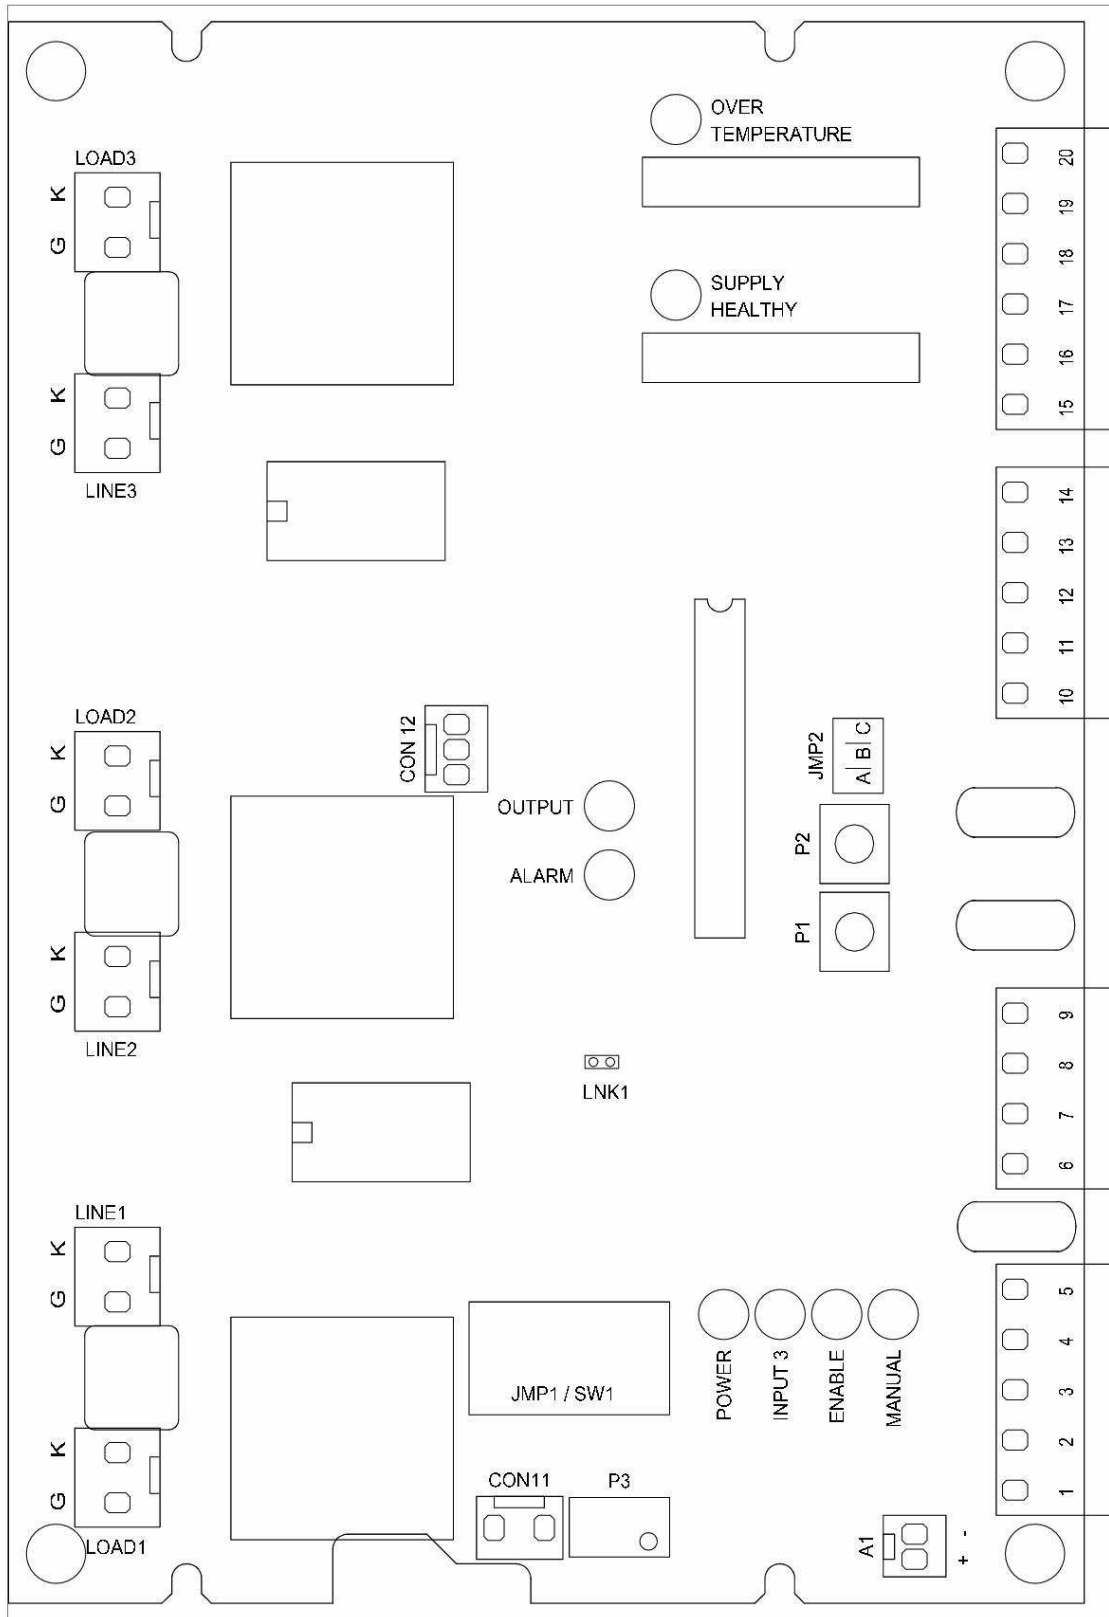 OVER
TEMPERATURE
LOAD3
K
G
20
19
18
17
16
15
SUPPLY
HEALTHY
K
G
LINE3
14
13
12
11
10
LOAD2
K
G
CON 12
OUTPUT
ALARM
JMP2
A| B| C
P2
P1
K
G
LINE2
LNK1
9
8
7
6
LINE1
K
G
JMP1 / SW1
POWER
INPUT 3
ENABLE
MANUAL
5
4
3
2
1
K
G
LOAD1
CON11
P3
A1
+ -